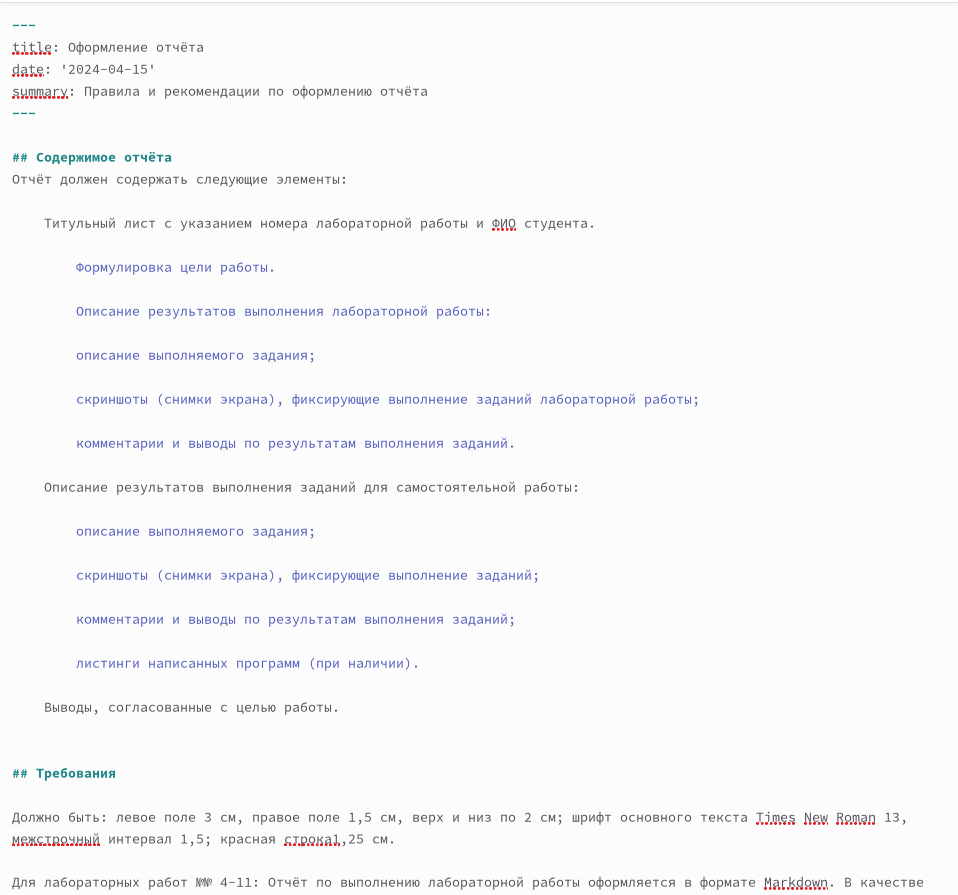 ---
title: Оформление отчёта
date: '2024-04-15'
summary: Правила и рекомендации по оформлению отчёта
---
## Содержимое отчёта
Отчёт должен содержать следующие элементы:
Титульный лист с указанием номера лабораторной работы и ФИО студента.
Формулировка цели работы.
Описание результатов выполнения лабораторной работы:
описание выполняемого задания;
скриншоты (снимки экрана), фиксирующие выполнение заданий лабораторной работы;
комментарии и выводы по результатам выполнения заданий.
Описание результатов выполнения заданий для самостоятельной работы:
описание выполняемого задания;
скриншоты (снимки экрана), фиксирующие выполнение заданий;
комментарии и выводы по результатам выполнения заданий;
листинги написанных программ (при наличии).
Выводы, согласованные с целью работы.
## Требования
Должно быть: левое поле 3 см, правое поле 1,5 см, верх и низ по 2 см; шрифт основного текста Times New Roman 13,
межстрочный интервал 1,5; красная строка1,25 см.
Для лабораторных работ №№ 4-11: Отчёт по выполнению лабораторной работы оформляется в формате Markdown. В качестве